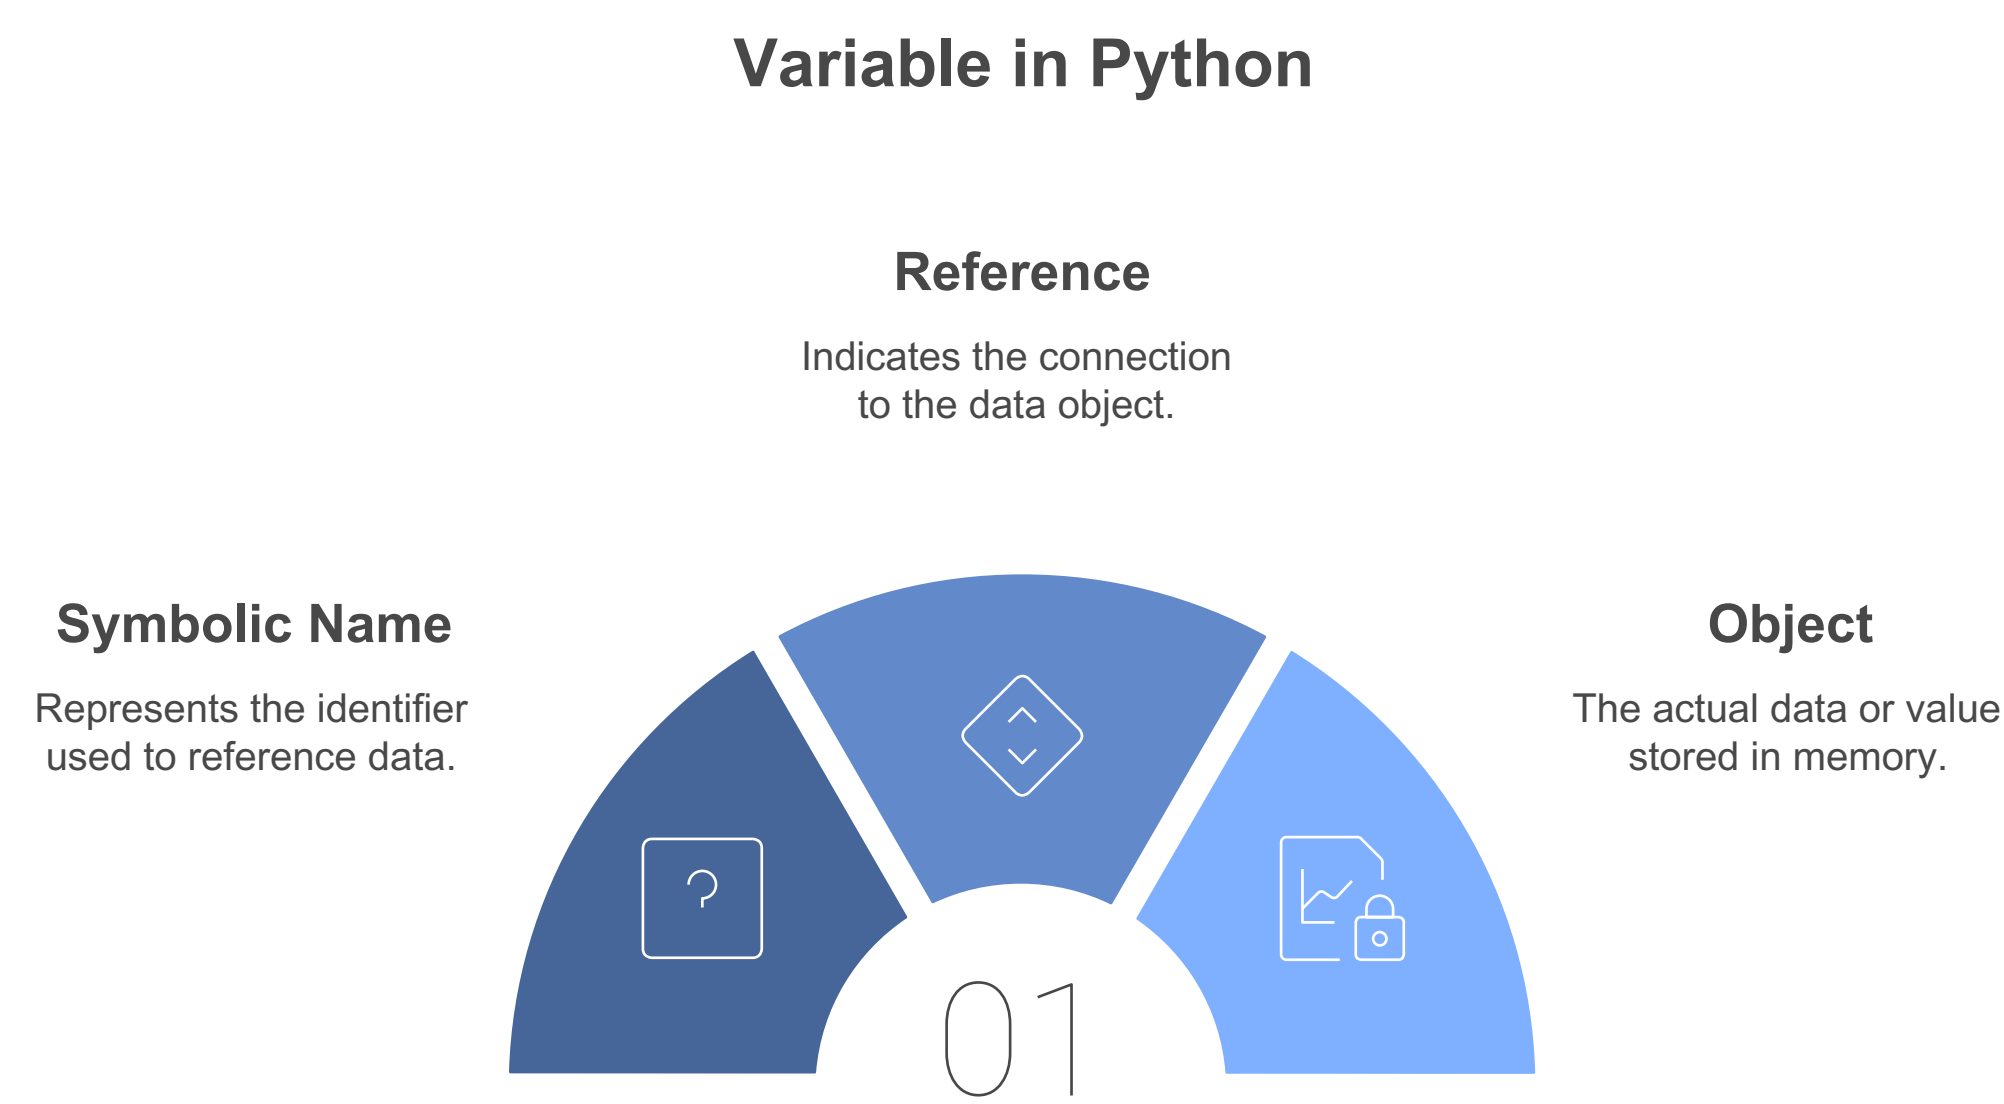 Variable in Python
Reference
Indicates the connection
to the data object.
Symbolic Name
Represents the identifier
used to reference data.
Object
The actual data or value
stored in memory.
?
01